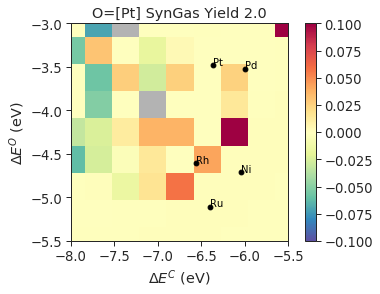 O=[Pt] SynGas Yield 2.0
-3.0
-3.5
-4.0
-4.5
-5.0
-5.5
ΔE^O (eV)
Pt
Pd
Rh
Ni
Ru
-8.0 -7.5 -7.0 -6.5 -6.0 -5.5
ΔE^C (eV)
0.100
0.075
0.050
0.025
0.000
-0.025
-0.050
-0.075
-0.100